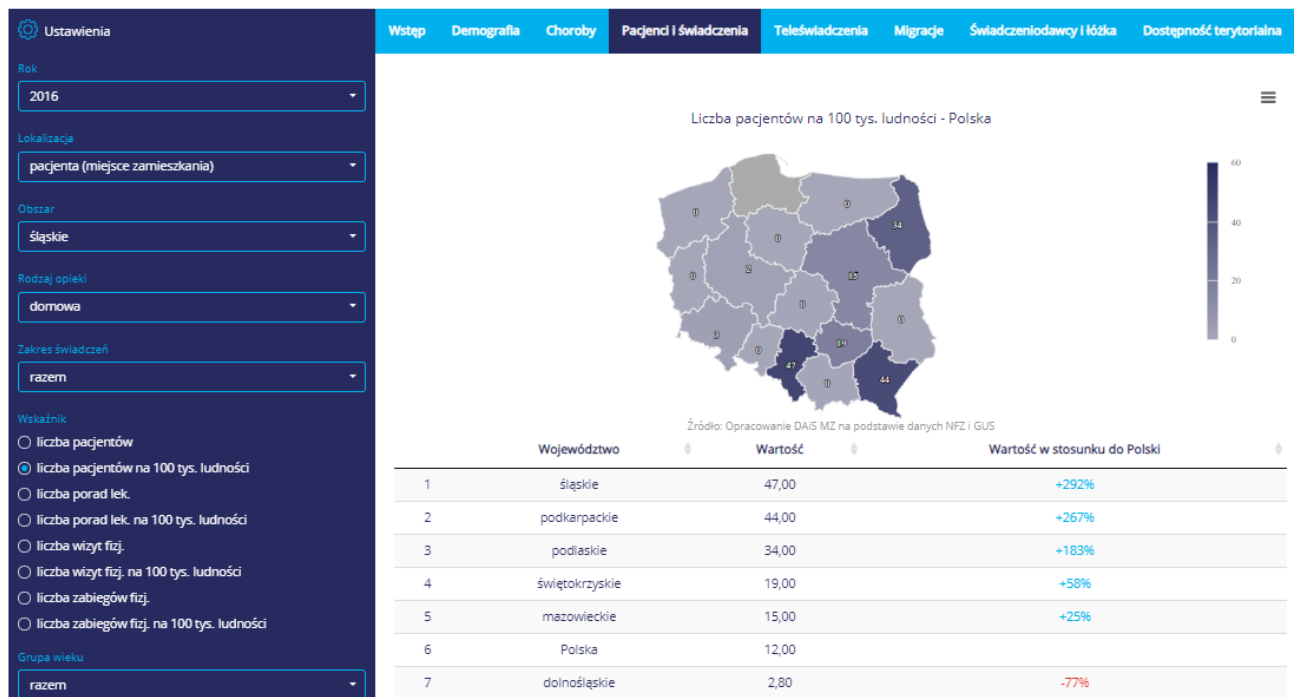 Ustawienia
Wstęp Demografia Choroby Pacjenci i świadczenia Teleświadczenia Migracje Świadczeniodawcy i łóżka Dostępność terytorialna
Rok
2016
Lokalizacja
pacjenta (miejsce zamieszkania)
Obszar
śląskie
Rodzaj opieki
domowa
Zakres świadczeń
razem
Wskaźnik
liczba pacjentów
liczba pacjentów na 100 tys. ludności
liczba porad lek.
liczba porad lek. na 100 tys. ludności
liczba wizyt fizj.
liczba wizyt fizj. na 100 tys. ludności
liczba zabiegów fizj.
liczba zabiegów fizj. na 100 tys. ludności
Grupa wieku
razem
Liczba pacjentów na 100 tys. ludności - Polska
60
40
20
0
0
0
34
0
2
0
15
0
0
3
19
0
47
44
0
Źródło: Opracowanie DAiS MZ na podstawie danych NFZ i GUS
Województwo Wartość Wartość w stosunku do Polski
1 śląskie 47,00 +292%
2 podkarpackie 44,00 +267%
3 podlaskie 34,00 +183%
4 świętokrzyskie 19,00 +58%
5 mazowieckie 15,00 +25%
6 Polska 12,00
7 dolnośląskie 2,80 -77%